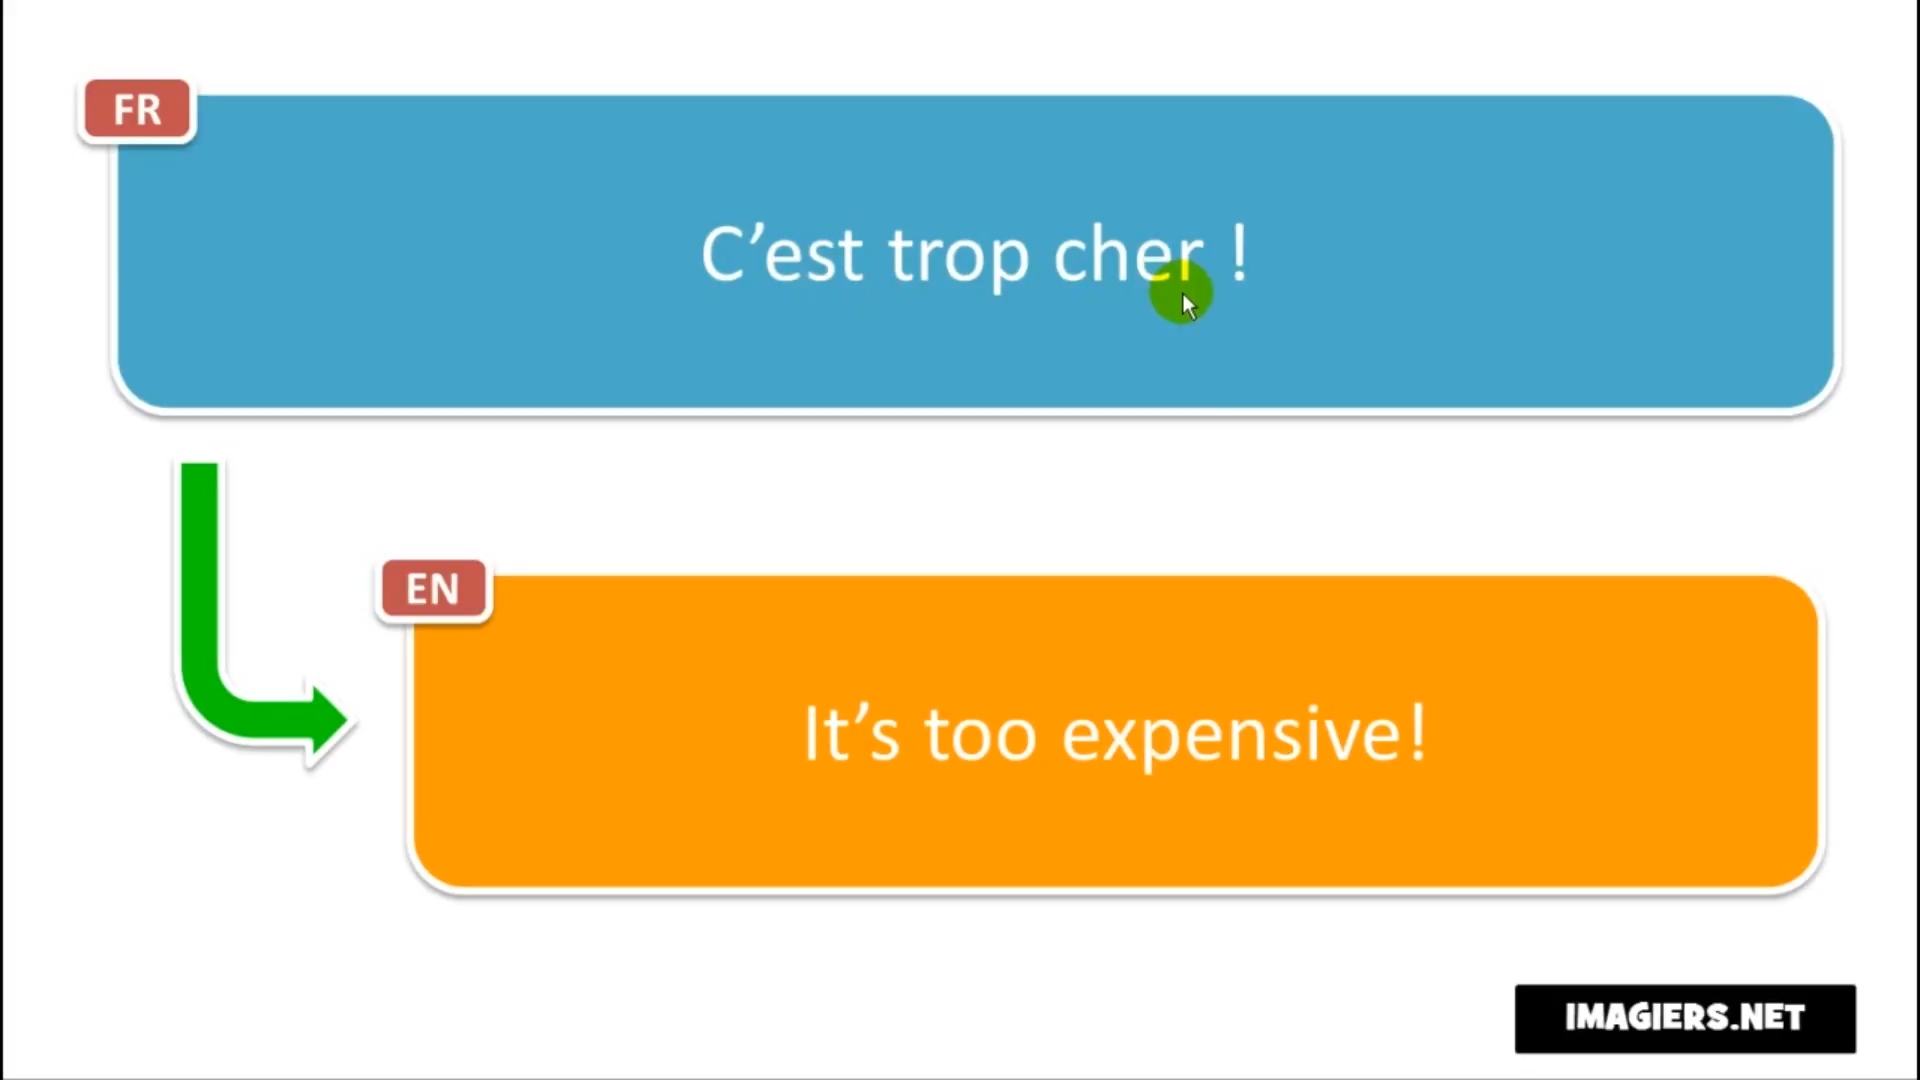 FR
C’est trop cher !
EN
It’s too expensive!
IMAGIERS.NET